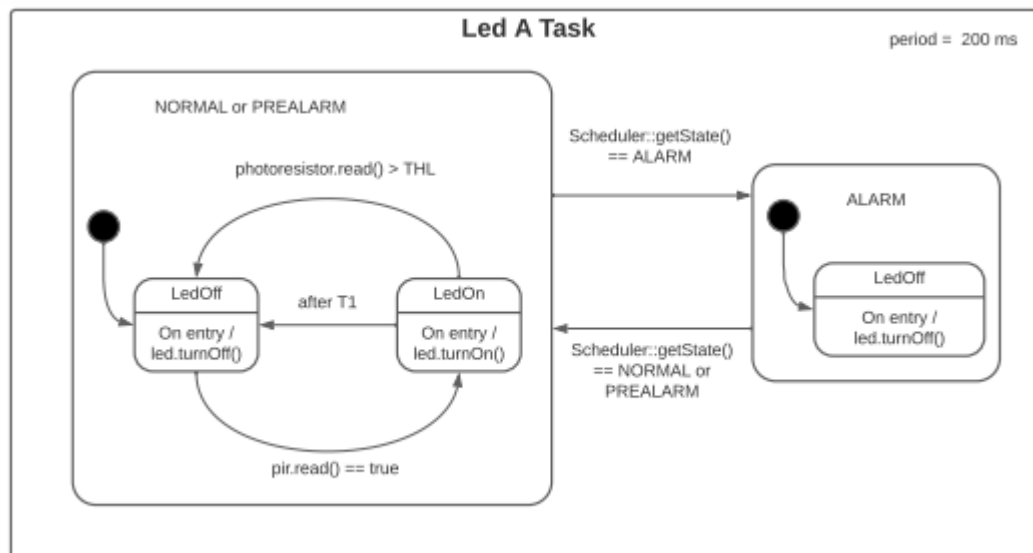 Led A Task
period = 200 ms
NORMAL or PREALARM
photoresistor.read() > THL
LedOff
On entry /
led.turnOff()
after T1
LedOn
On entry /
led.turnOn()
pir.read() == true
Scheduler::getState()
== ALARM
Scheduler::getState()
== NORMAL or
PREALARM
ALARM
LedOff
On entry /
led.turnOff()